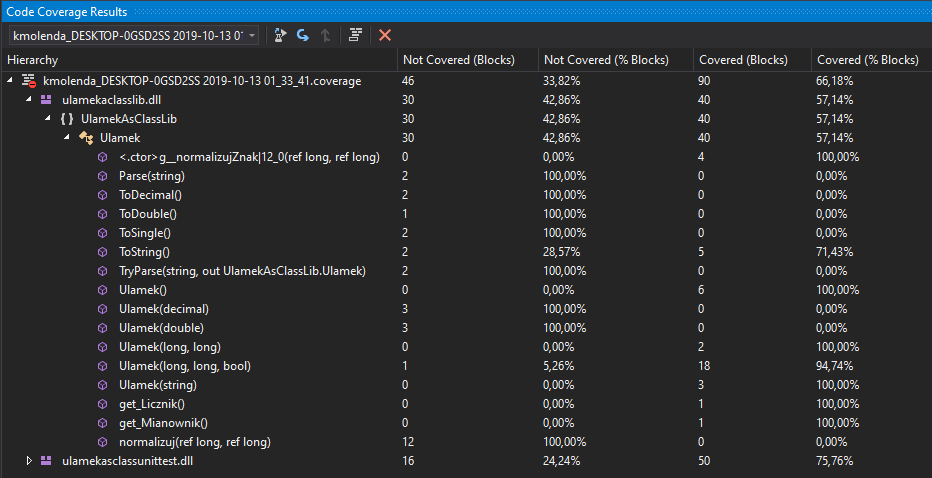 Code Coverage Results
kmolenda_DESKTOP-0GSD2SS 2019-10-13 01
Hierarchy Not Covered (Blocks) Not Covered (% Blocks) Covered (Blocks) Covered (% Blocks)
kmolenda_DESKTOP-0GSD2SS 2019-10-13 01_33_41.coverage 46 33,82% 90 66,18%
ulamekaclasslib.dll 30 42,86% 40 57,14%
{ } UlamekAsClassLib 30 42,86% 40 57,14%
Ulamek 30 42,86% 40 57,14%
<.ctor>g__normalizujZnak|12_0(ref long, ref long) 0 0,00% 4 100,00%
Parse(string) 2 100,00% 0 0,00%
ToDecimal() 2 100,00% 0 0,00%
ToDouble() 1 100,00% 0 0,00%
ToSingle() 2 100,00% 0 0,00%
ToString() 2 28,57% 5 71,43%
TryParse(string, out UlamekAsClassLib.Ulamek) 2 100,00% 0 0,00%
Ulamek() 0 0,00% 6 100,00%
Ulamek(decimal) 3 100,00% 0 0,00%
Ulamek(double) 3 100,00% 0 0,00%
Ulamek(long, long) 0 0,00% 2 100,00%
Ulamek(long, long, bool) 1 5,26% 18 94,74%
Ulamek(string) 0 0,00% 3 100,00%
get_Licznik() 0 0,00% 1 100,00%
get_Mianownik() 0 0,00% 1 100,00%
normalizuj(ref long, ref long) 12 100,00% 0 0,00%
ulamekasclassunittest.dll 16 24,24% 50 75,76%